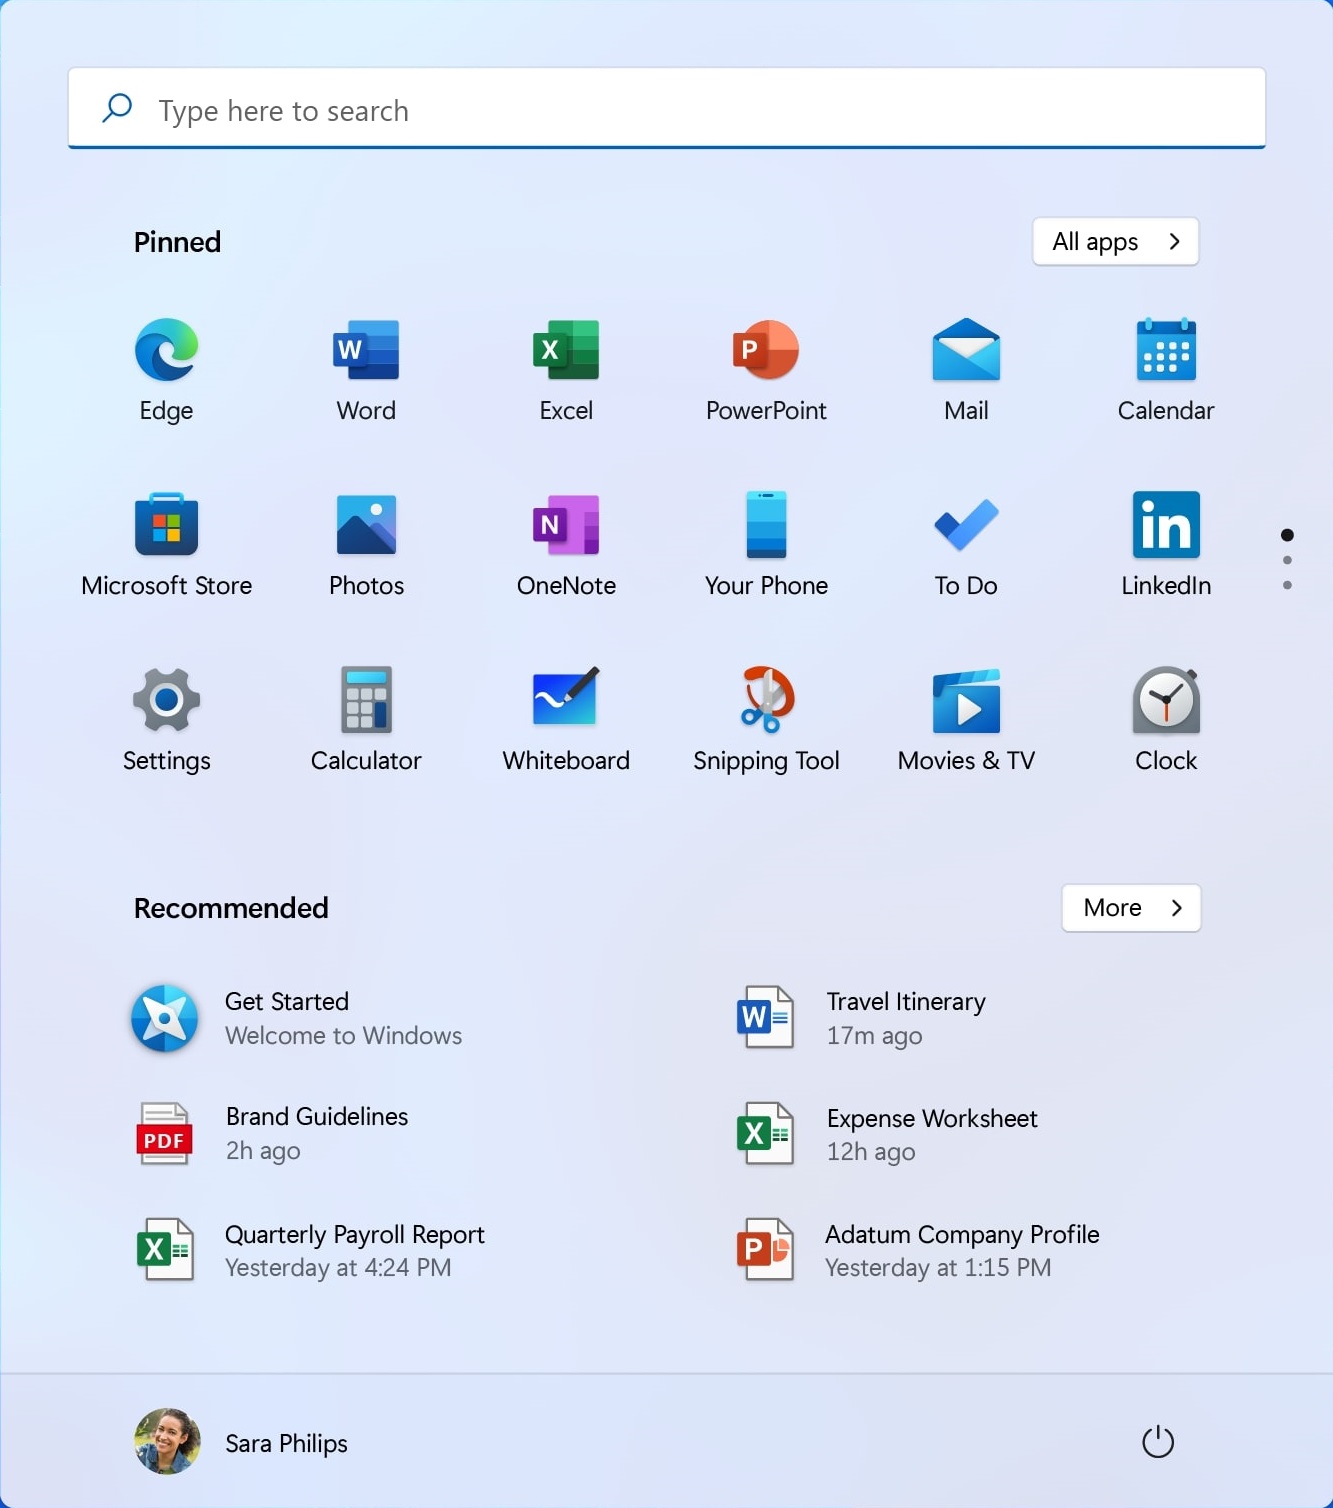 Type here to search
Pinned
All apps
Edge
Word
Excel
PowerPoint
Mail
Calendar
Microsoft Store
Photos
OneNote
Your Phone
To Do
LinkedIn
Settings
Calculator
Whiteboard
Snipping Tool
Movies & TV
Clock
Recommended
More
Get Started
Welcome to Windows
Travel Itinerary
17m ago
PDF
Brand Guidelines
2h ago
Expense Worksheet
12h ago
Quarterly Payroll Report
Yesterday at 4:24 PM
Adatum Company Profile
Yesterday at 1:15 PM
Sara Philips